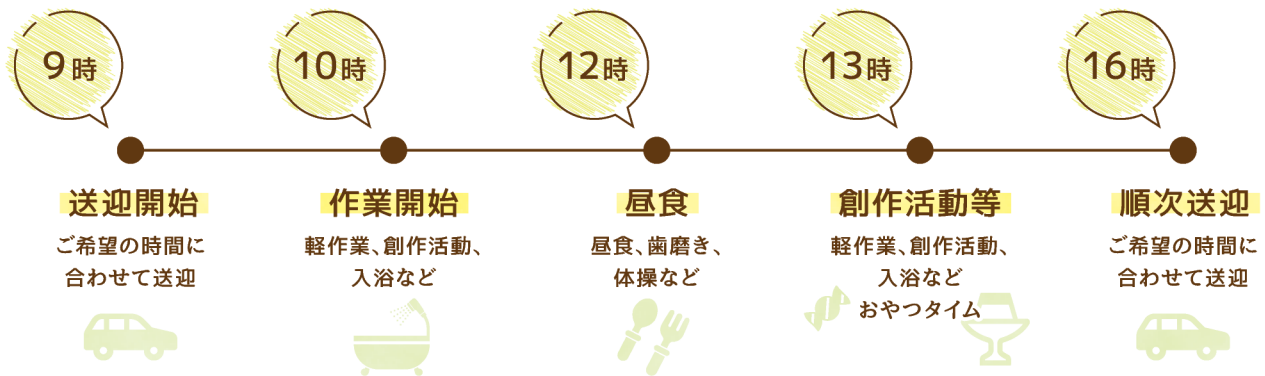 9時
10時
12時
13時
16時
送迎開始
ご希望の時間に
合わせて送迎
作業開始
軽作業、創作活動、
入浴など
昼食
昼食、歯磨き、
体操など
創作活動等
軽作業、創作活動、
入浴など
おやつタイム
順次送迎
ご希望の時間に
合わせて送迎